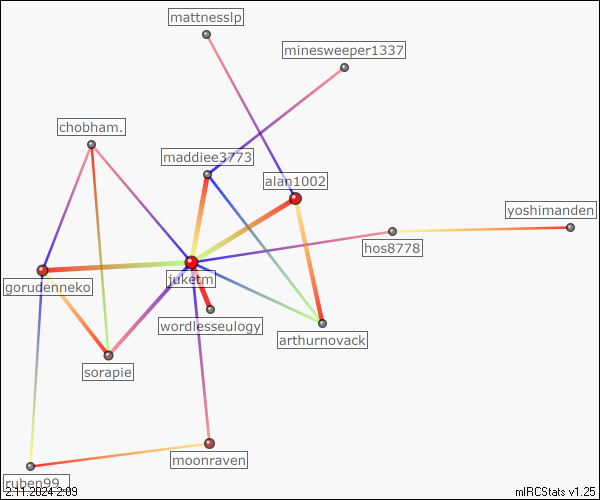 mattnesslp
minesweeper1337
chobham.
maddiee3773
alan1002
yoshimanden
hos8778
gorudenneko
juketm
wordlesseulogy
arthurnovack
sorapie
moonraven
ruben99_
2.11.2024 2:09
mIRCStats v1.25